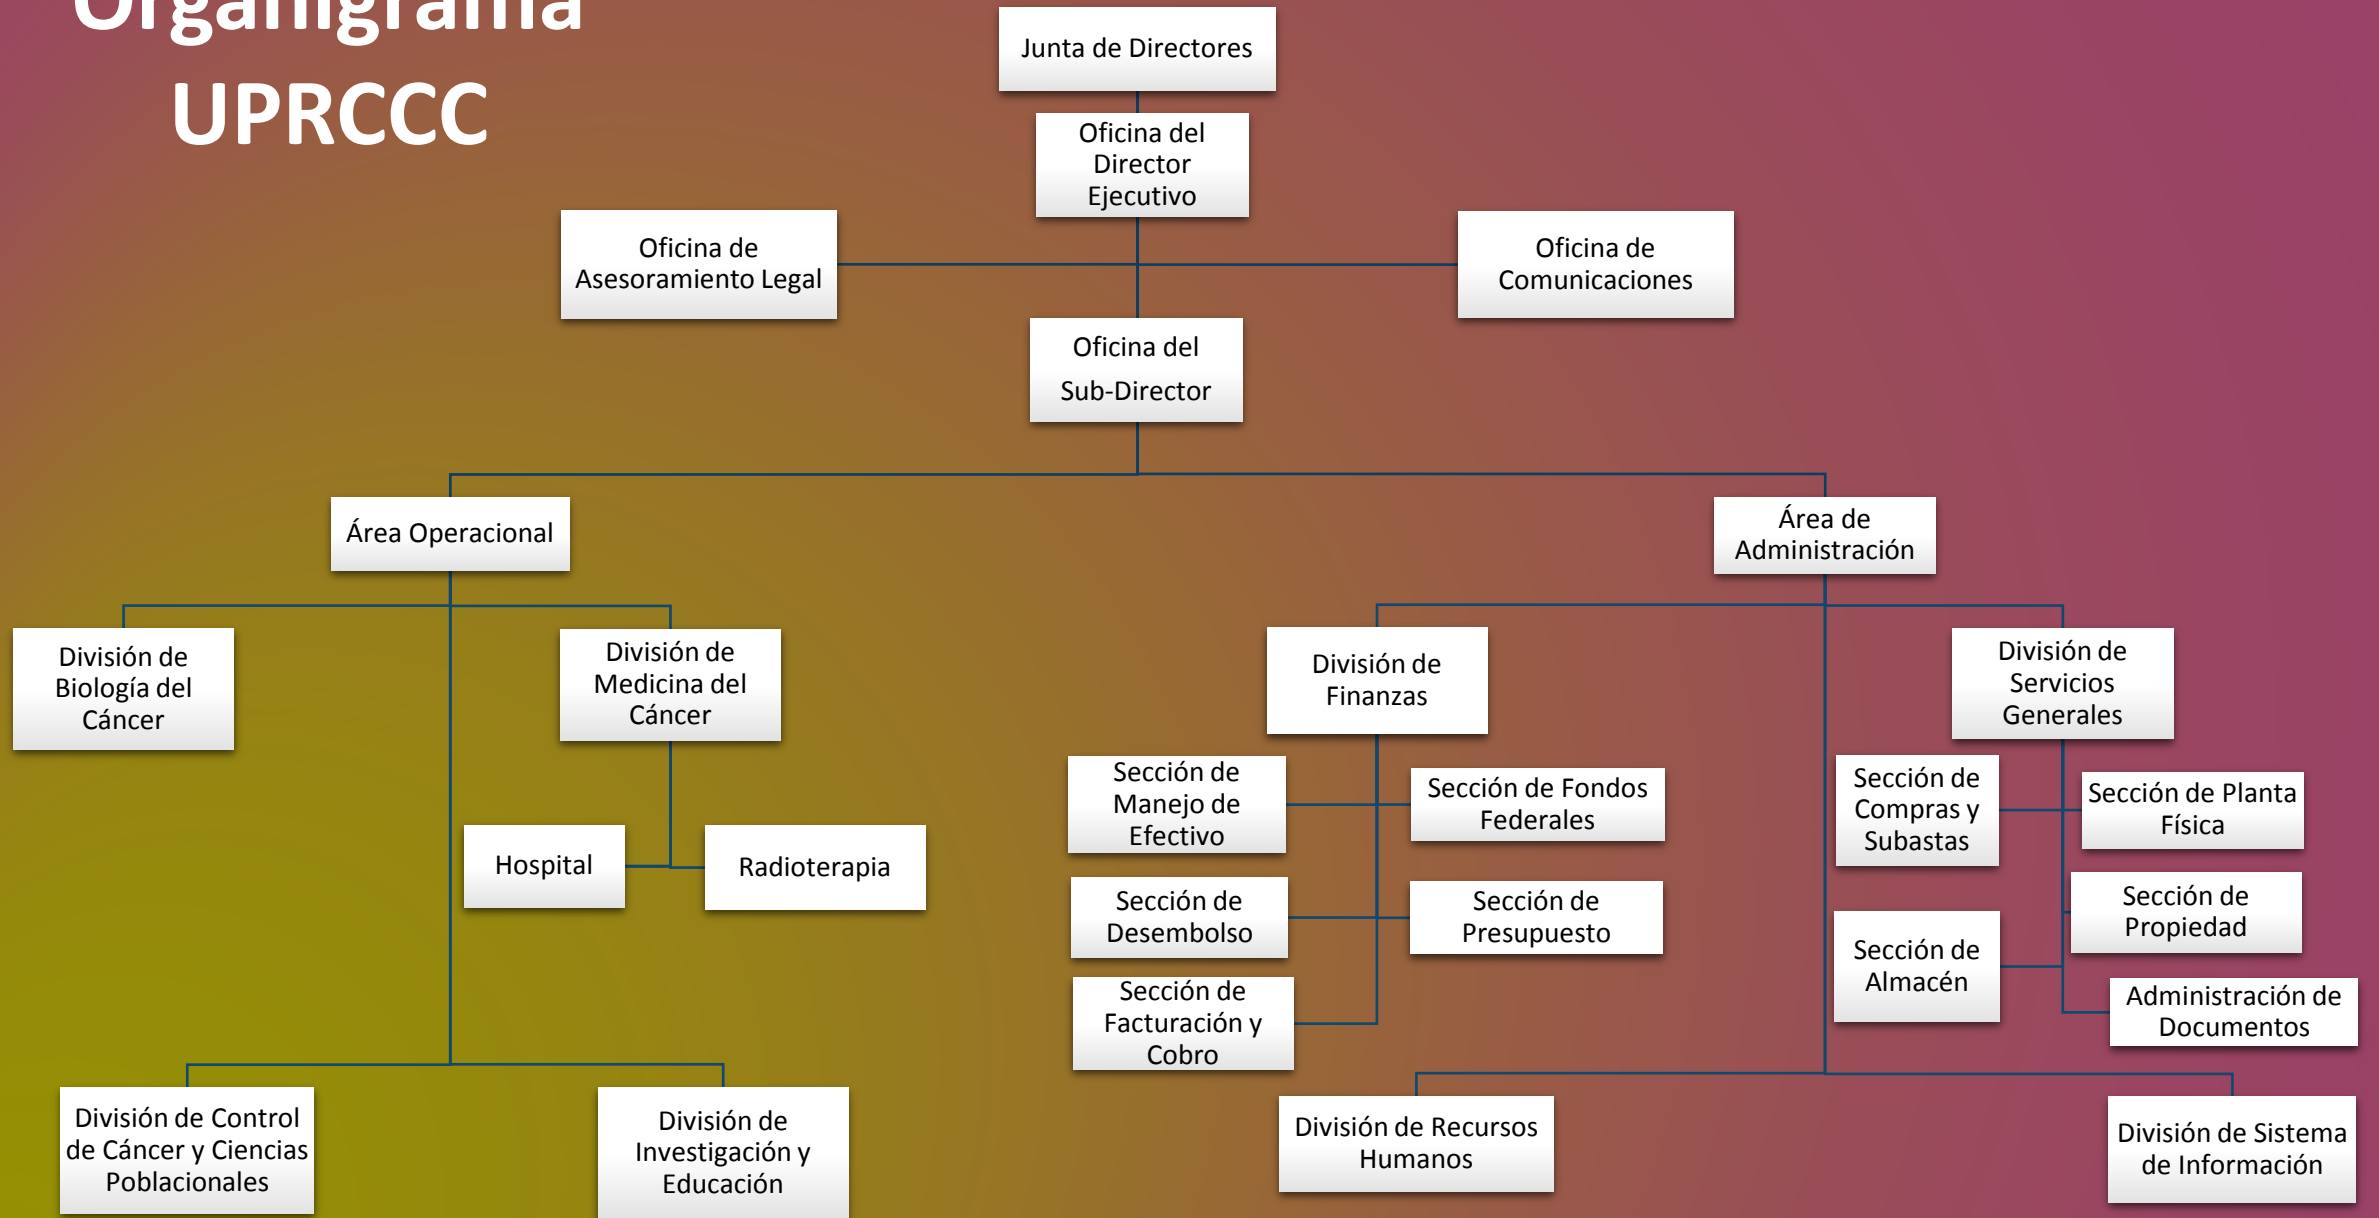 Organigrama
UPRCCC
Junta de Directores
Oficina del
Director
Ejecutivo
Oficina de
Asesoramiento Legal
Oficina de
Comunicaciones
Oficina del
Sub-Director
Área Operacional
Área de
Administración
División de
Biología del
Cáncer
División de
Medicina del
Cáncer
División de
Finanzas
División de
Servicios
Generales
Sección de
Manejo de
Efectivo
Sección de Fondos
Federales
Sección de
Compras y
Subastas
Sección de Planta
Física
Hospital
Radioterapia
Sección de
Desembolso
Sección de
Presupuesto
Sección de
Almacén
Sección de
Propiedad
Sección de
Facturación y
Cobro
Administración de
Documentos
División de Control
de Cáncer y Ciencias
Poblacionales
División de
Investigación y
Educación
División de Recursos
Humanos
División de Sistema
de Información